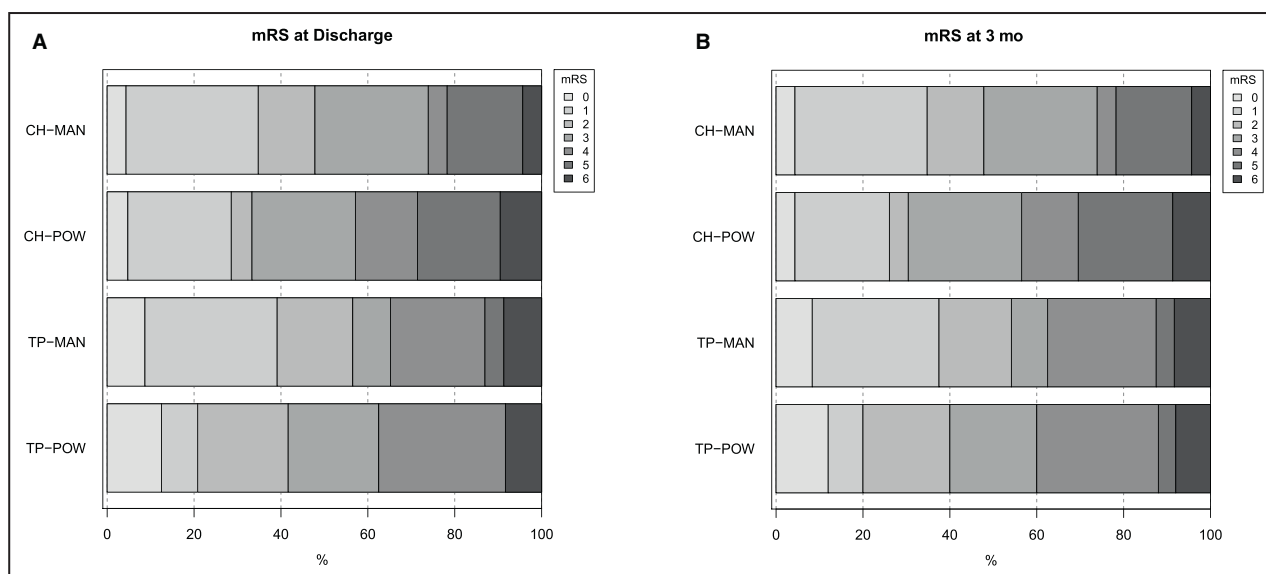 A
mRS at Discharge
CH−MAN
CH−POW
TP−MAN
TP−POW
0 20 40 60 80 100
%
mRS
0
1
2
3
4
5
6
B
mRS at 3 mo
CH−MAN
CH−POW
TP−MAN
TP−POW
0 20 40 60 80 100
%
mRS
0
1
2
3
4
5
6